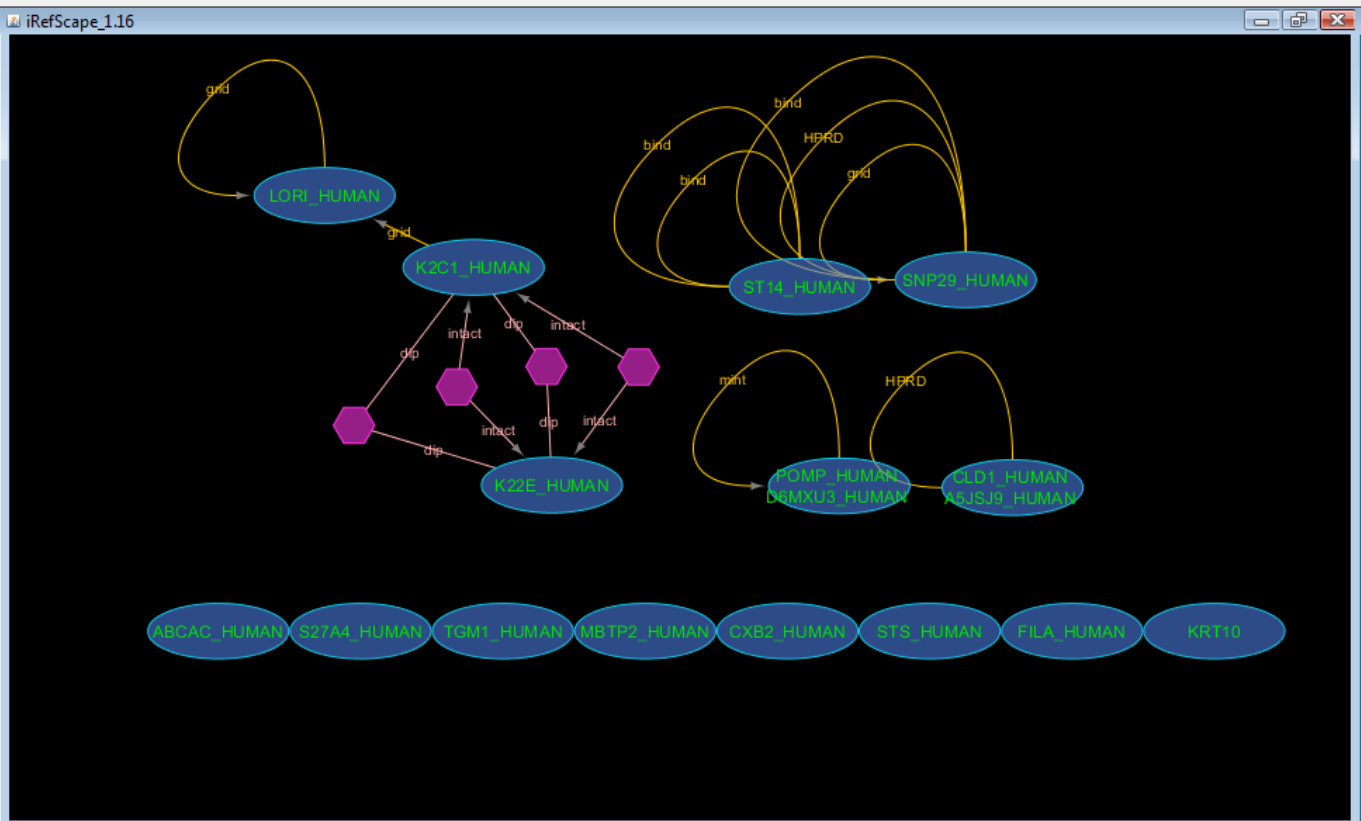 iRefScape_1.16
grid
LORI_HUMAN
grid
K2C1_HUMAN
bind
bind
bind
HPRD
grid
ST14_HUMAN
SNP29_HUMAN
dip
intact
dip
intact
dip
intact
dip
intact
K22E_HUMAN
mint
HPRD
POMP_HUMAN
D6MXU3_HUMAN
CLD1_HUMAN
A5JSJ9_HUMAN
ABCAC_HUMAN
S27A4_HUMAN
TGM1_HUMAN
MBTP2_HUMAN
CXB2_HUMAN
STS_HUMAN
FILA_HUMAN
KRT10